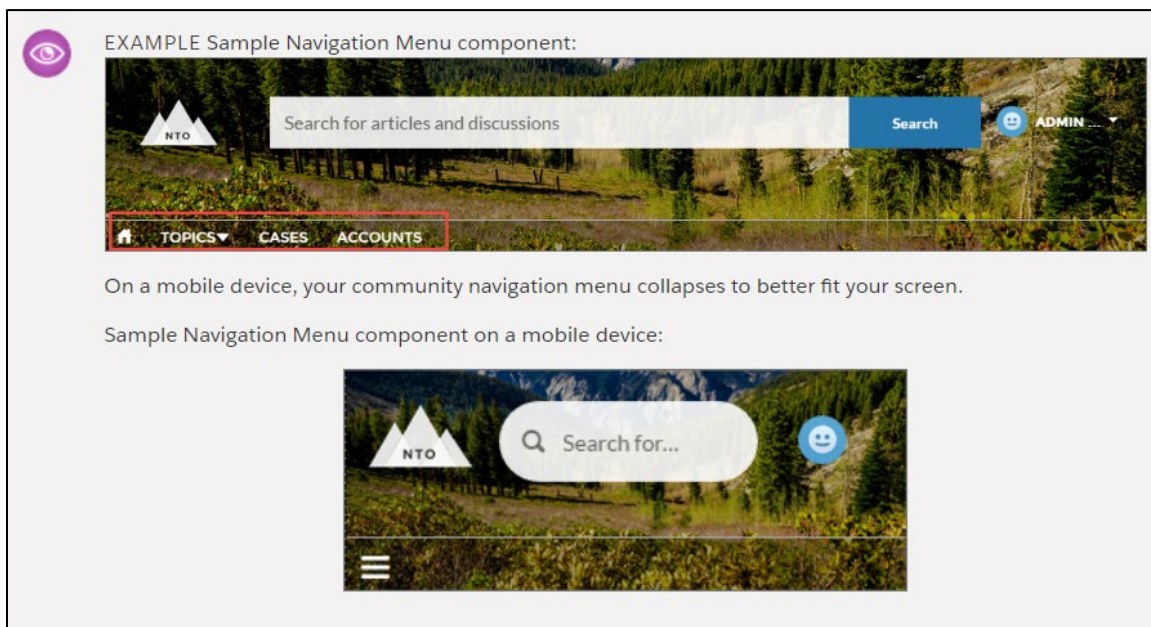 EXAMPLE Sample Navigation Menu component:
NTO
Search for articles and discussions
Search
ADMIN ...
TOPICS
CASES
ACCOUNTS
On a mobile device, your community navigation menu collapses to better fit your screen.
Sample Navigation Menu component on a mobile device:
NTO
Search for...